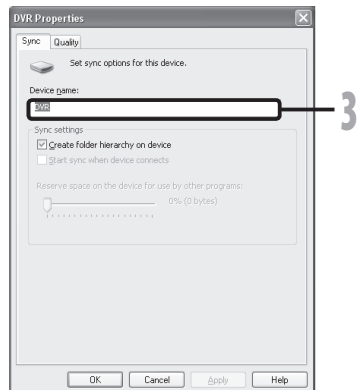 DVR Properties
Sync Quality
Set sync options for this device.
Device name:
DVR
3
Sync settings
Create folder hierarchy on device
Start sync when device connects
Reserve space on the device for use by other programs:
0% (0 bytes)
OK Cancel Apply Help